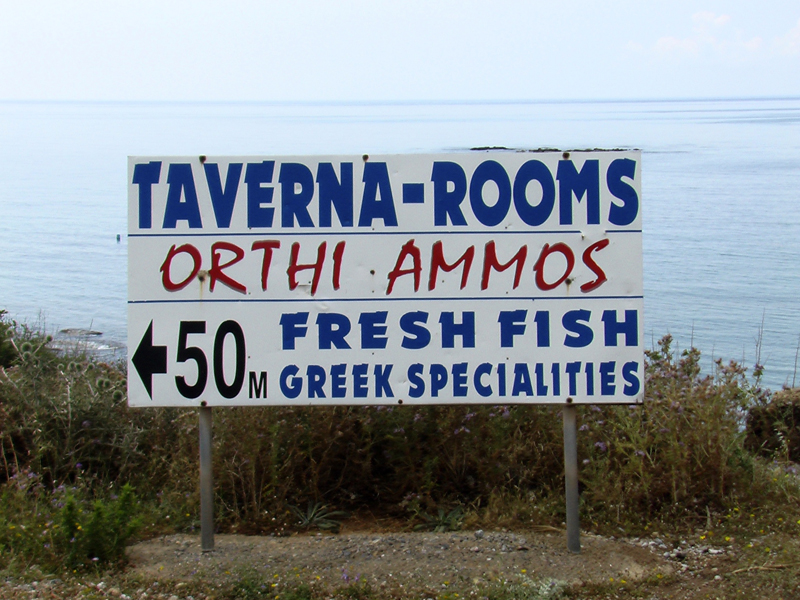 TAVERNA-ROOMS
ORTHI AMMOS
50M FRESH FISH
GREEK SPECIALITIES